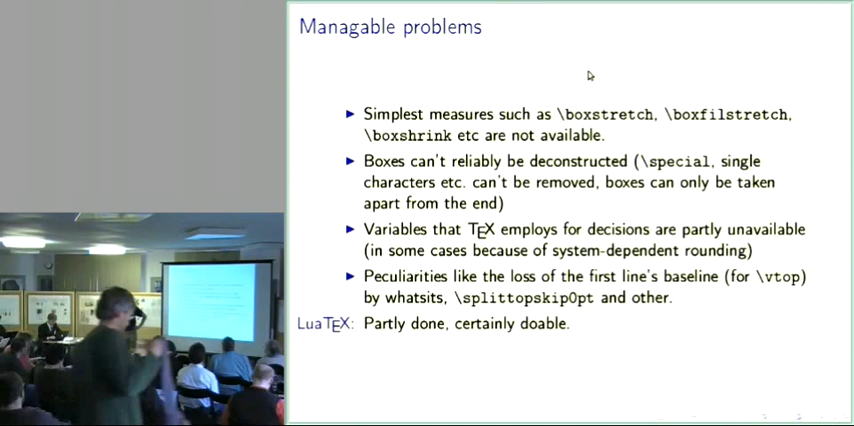 Managable problems
▶ Simplest measures such as \boxstretch, \boxfilstretch,
\boxshrink etc are not available.
▶ Boxes can't reliably be deconstructed (\special, single
characters etc. can't be removed, boxes can only be taken
apart from the end)
▶ Variables that TEX employs for decisions are partly unavailable
(in some cases because of system-dependent rounding)
▶ Peculiarities like the loss of the first line's baseline (for \vtop)
by whatsits, \splittopskip0pt and other.
LuaTEX: Partly done, certainly doable.